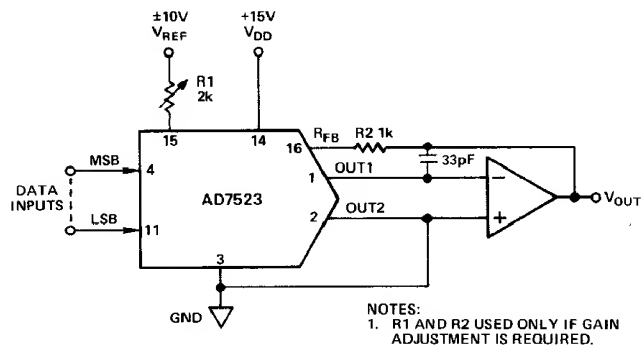 ±10V
VREF
+15V
VDD
R1
2k
15
14
16
RFB
R2 1k
33pF
MSB
4
DATA
INPUTS
LSB
11
AD7523
1
OUT1
2
OUT2
−
+
VOUT
3
GND
NOTES:
1. R1 AND R2 USED ONLY IF GAIN
ADJUSTMENT IS REQUIRED.